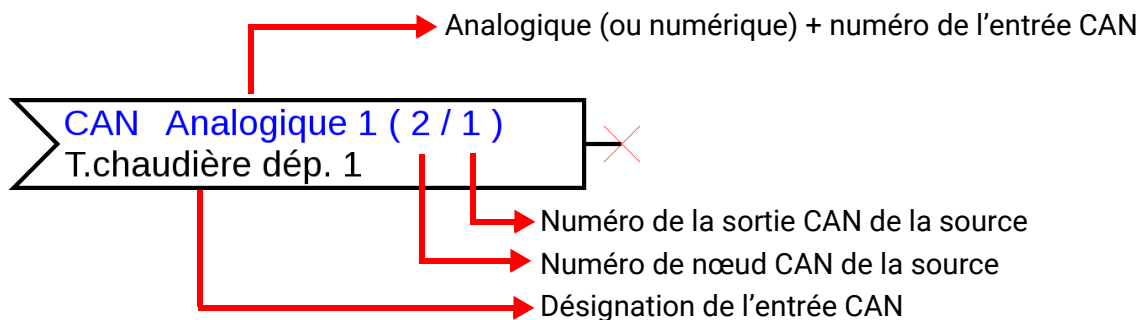 Analogique (ou numérique) + numéro de l’entrée CAN
CAN Analogique 1 ( 2 / 1 )
T.chaudière dép. 1
Numéro de la sortie CAN de la source
Numéro de nœud CAN de la source
Désignation de l’entrée CAN